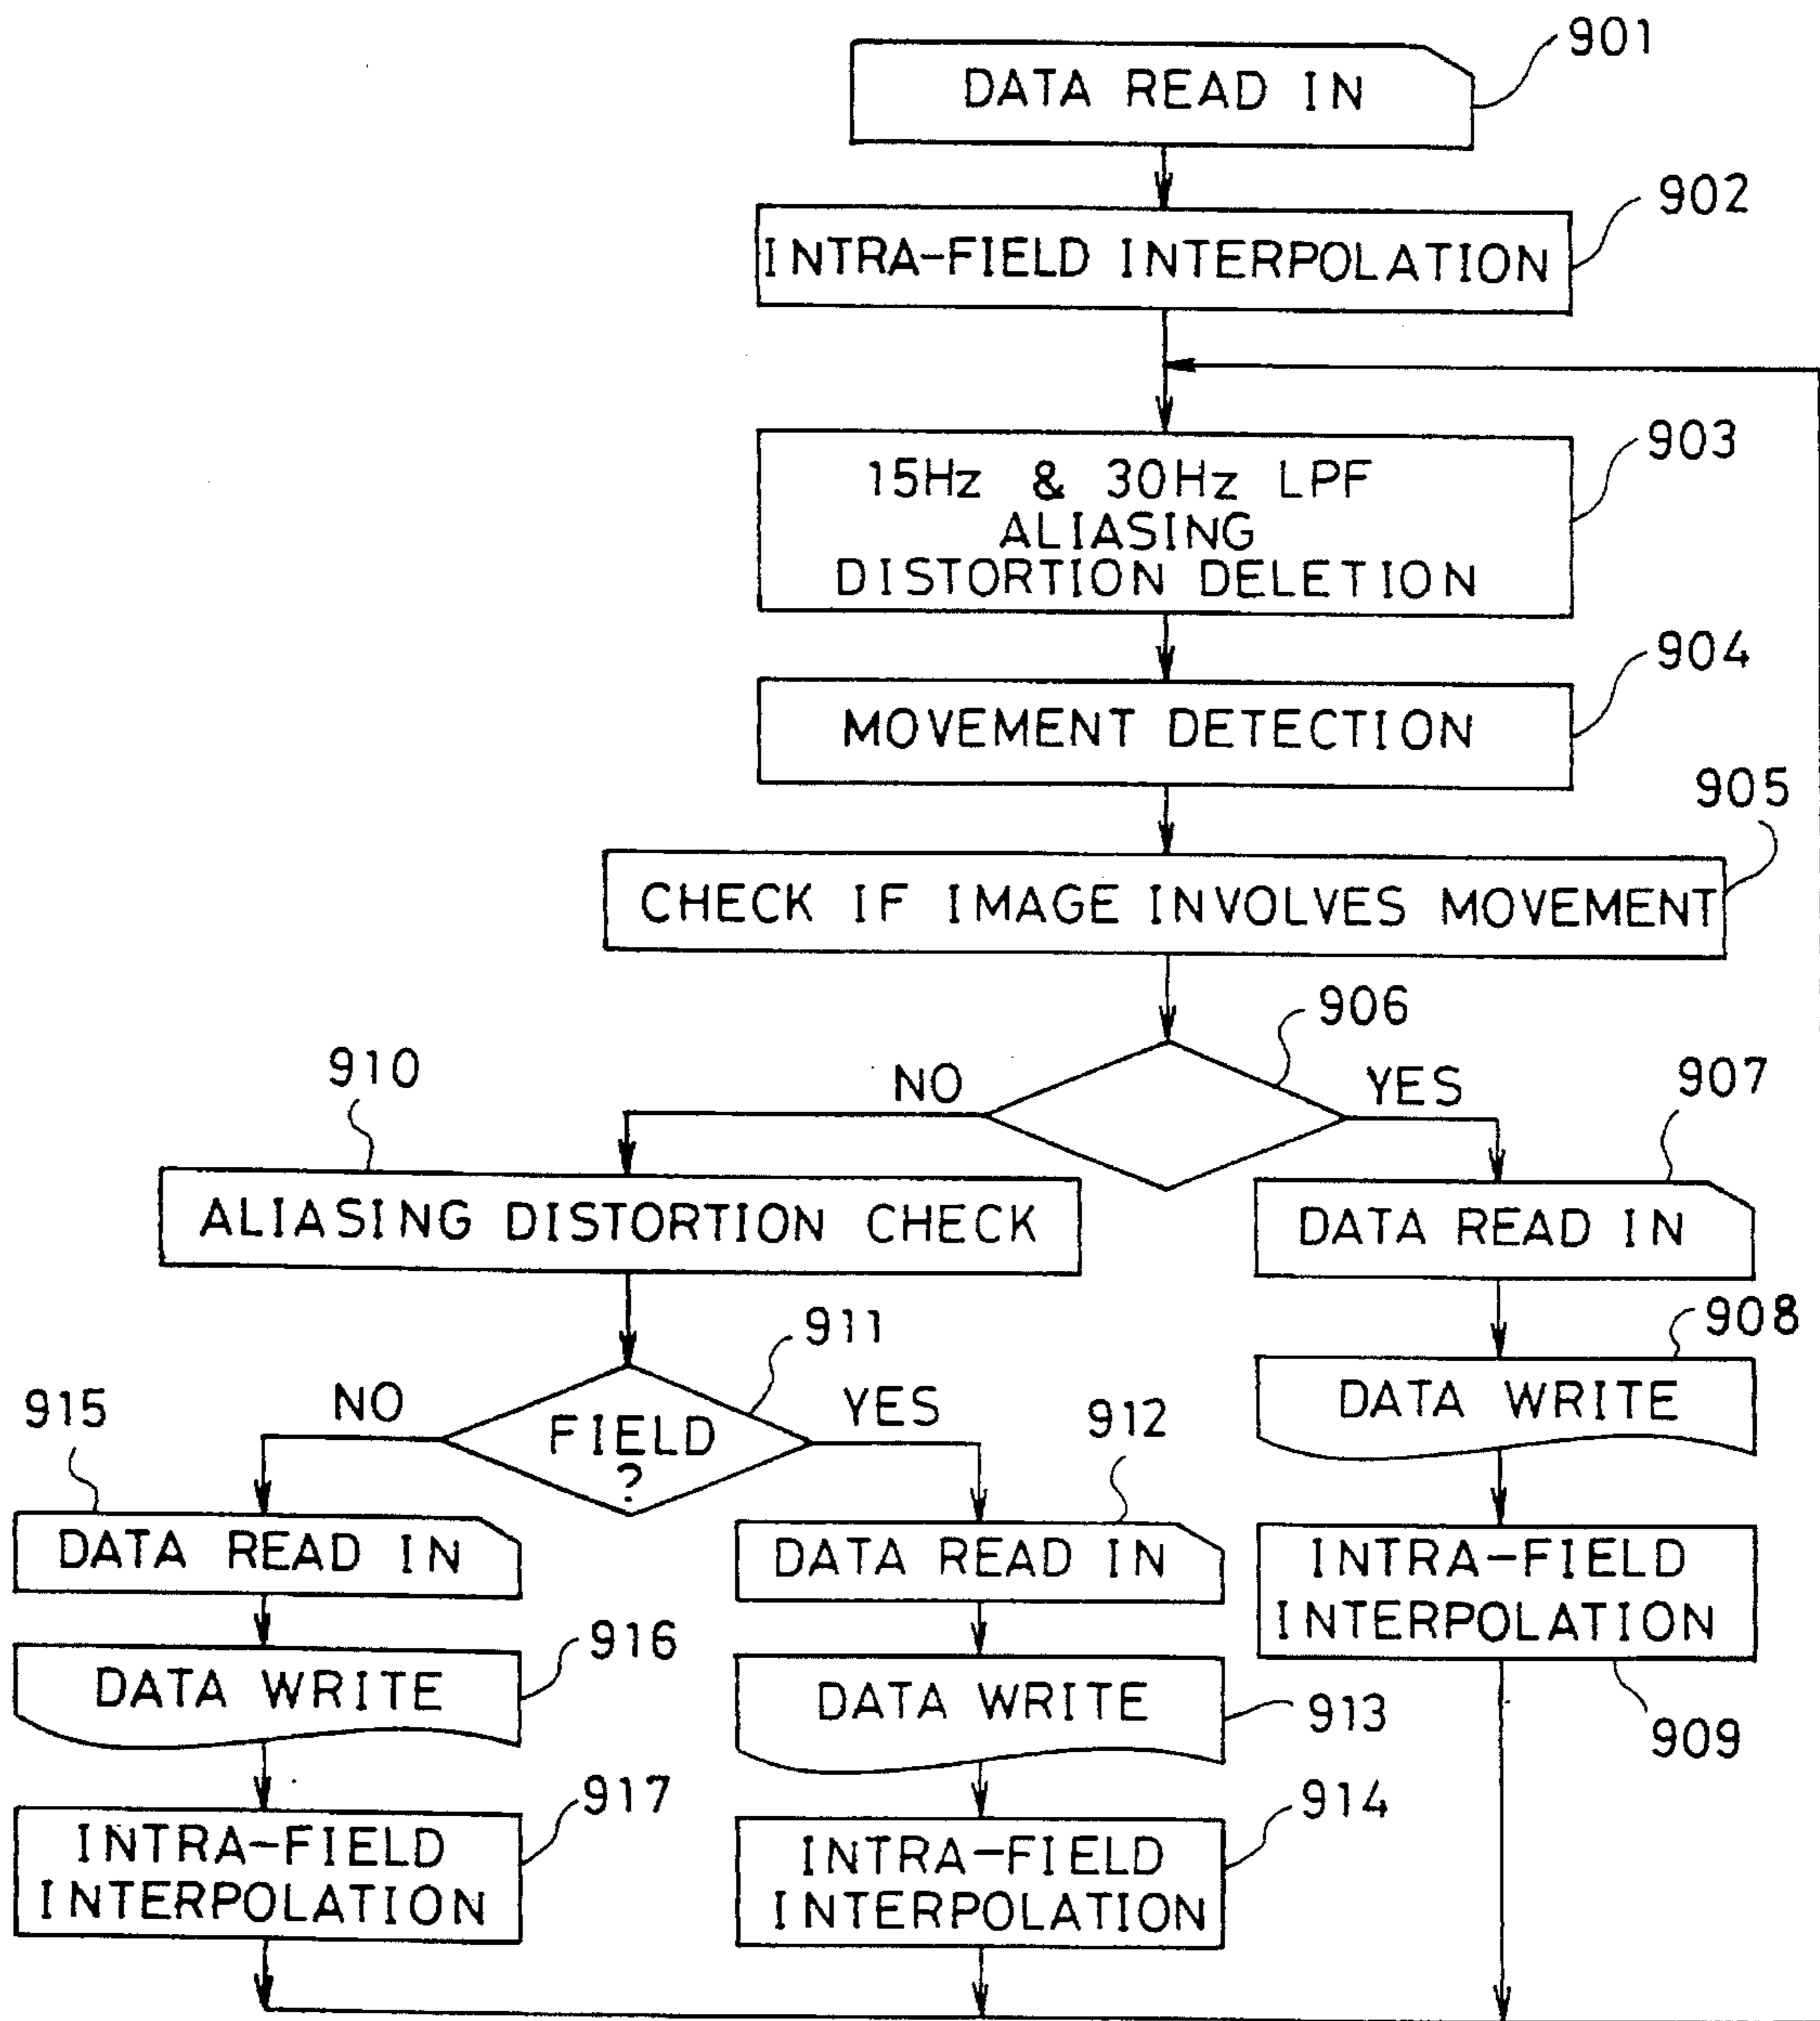 901
DATA READ IN
902
INTRA-FIELD INTERPOLATION
903
15Hz & 30Hz LPF
ALIASING
DISTORTION DELETION
904
MOVEMENT DETECTION
905
CHECK IF IMAGE INVOLVES MOVEMENT
906
NO
YES
910
907
ALIASING DISTORTION CHECK
DATA READ IN
911
908
FIELD
?
NO
YES
DATA WRITE
915
912
DATA READ IN
DATA READ IN
INTRA-FIELD
INTERPOLATION
916
DATA WRITE
DATA WRITE
913
909
917
914
INTRA-FIELD
INTERPOLATION
INTRA-FIELD
INTERPOLATION